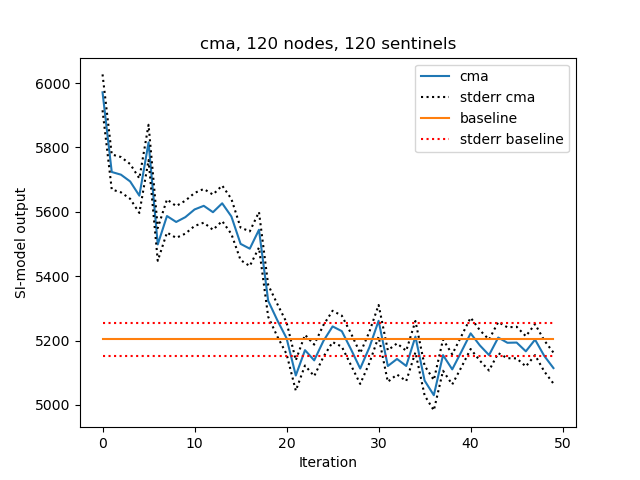 cma, 120 nodes, 120 sentinels
6000
5800
5600
5400
5200
5000
SI-model output
cma
stderr cma
baseline
stderr baseline
0
10
20
30
40
50
Iteration